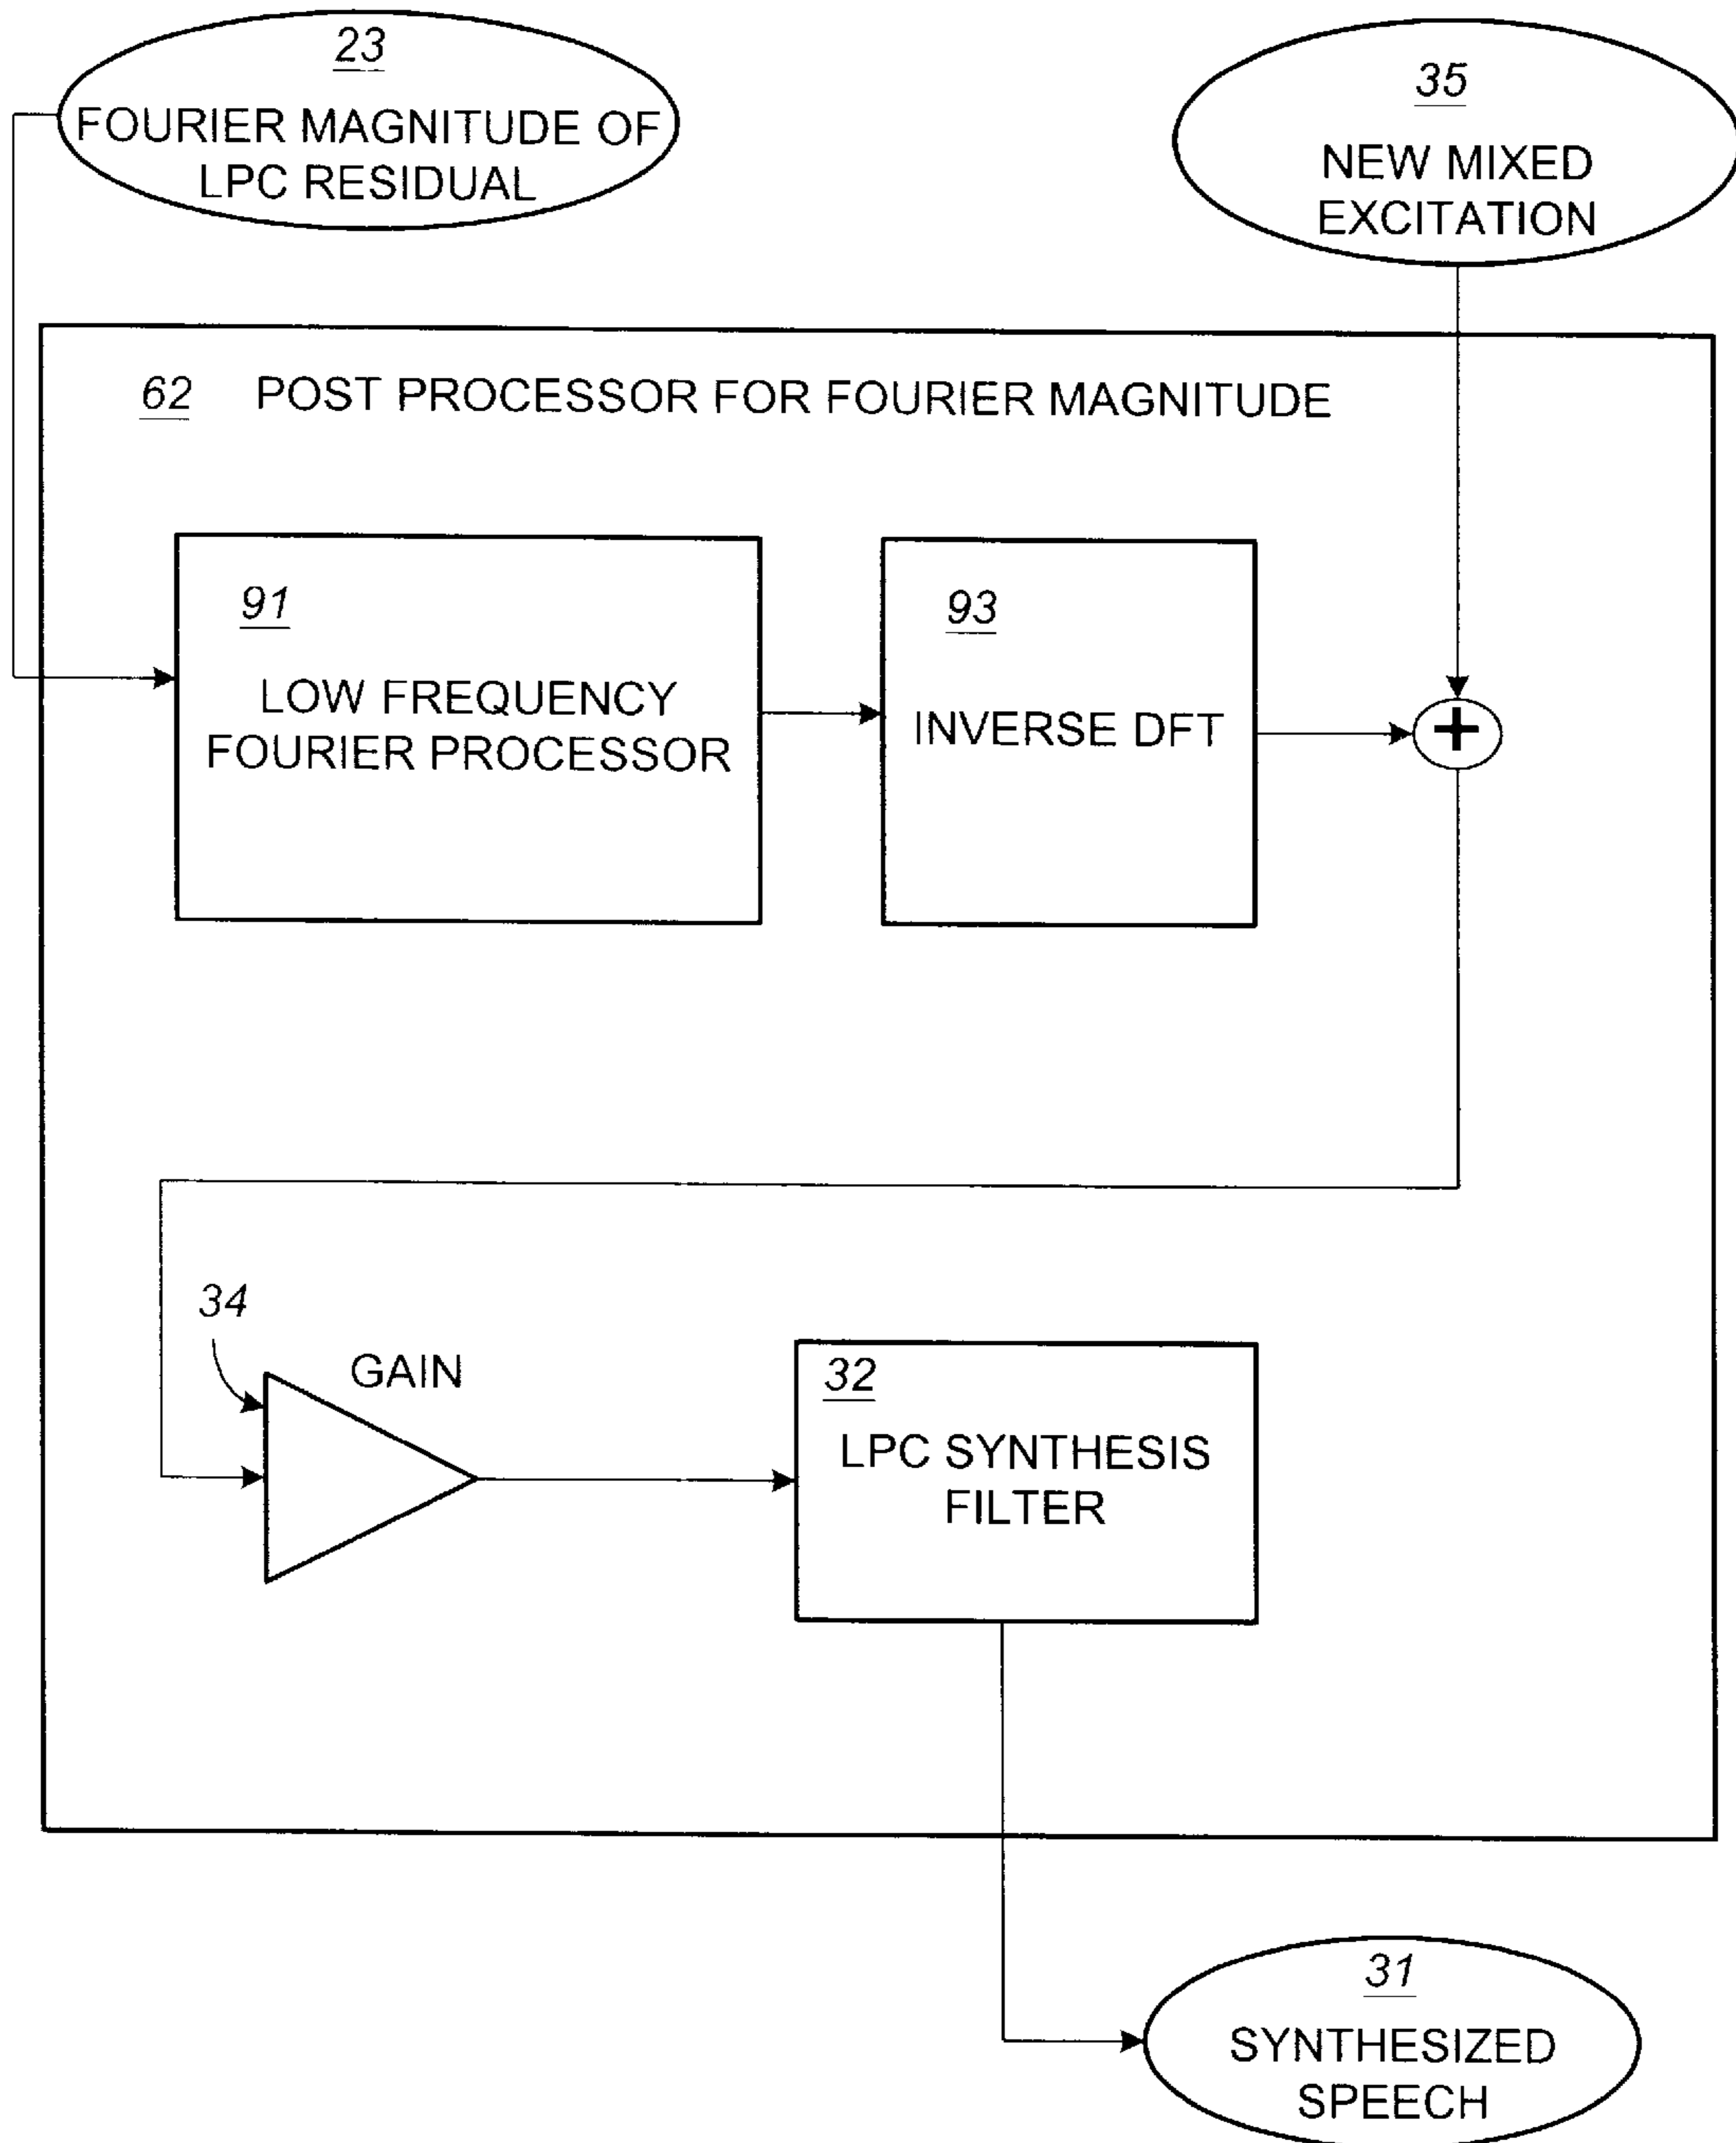 23
FOURIER MAGNITUDE OF
LPC RESIDUAL
35
NEW MIXED
EXCITATION
62 POST PROCESSOR FOR FOURIER MAGNITUDE
91
LOW FREQUENCY
FOURIER PROCESSOR
93
INVERSE DFT
+
34
GAIN
32
LPC SYNTHESIS
FILTER
31
SYNTHESIZED
SPEECH